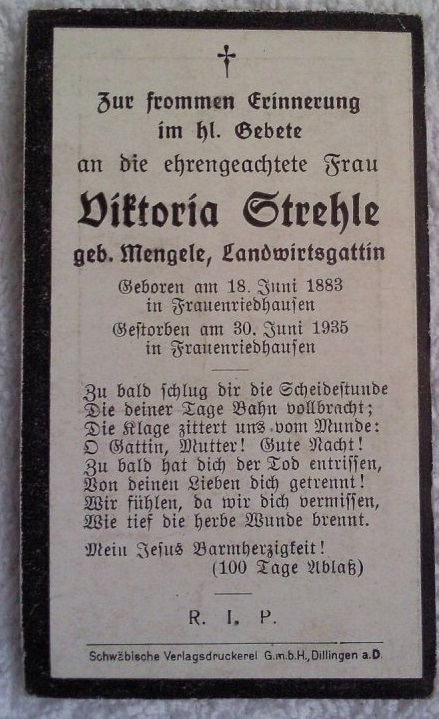 Zur frommen Erinnerung
im hl. Gebete
an die ehrengeachtete Frau
Viktoria Strehle
geb. Mengele, Landwirtsgattin
Geboren am 18. Juni 1883
in Frauenriedhausen
Gestorben am 30. Juni 1935
in Frauenriedhausen
Zu bald schlug dir die Scheidestunde
Die deiner Tage Bahn vollbracht;
Die Klage zittert uns vom Munde:
O Gattin, Mutter! Gute Nacht!
Zu bald hat dich der Tod entrissen,
Von deinen Lieben dich getrennt!
Wir fühlen, da wir dich vermissen,
Wie tief die herbe Wunde brennt.
Mein Jesus Barmherzigkeit!
(100 Tage Ablaß)
R. I. P.
Schwäbische Verlagsdruckerei G.m.b.H., Dillingen a.D.